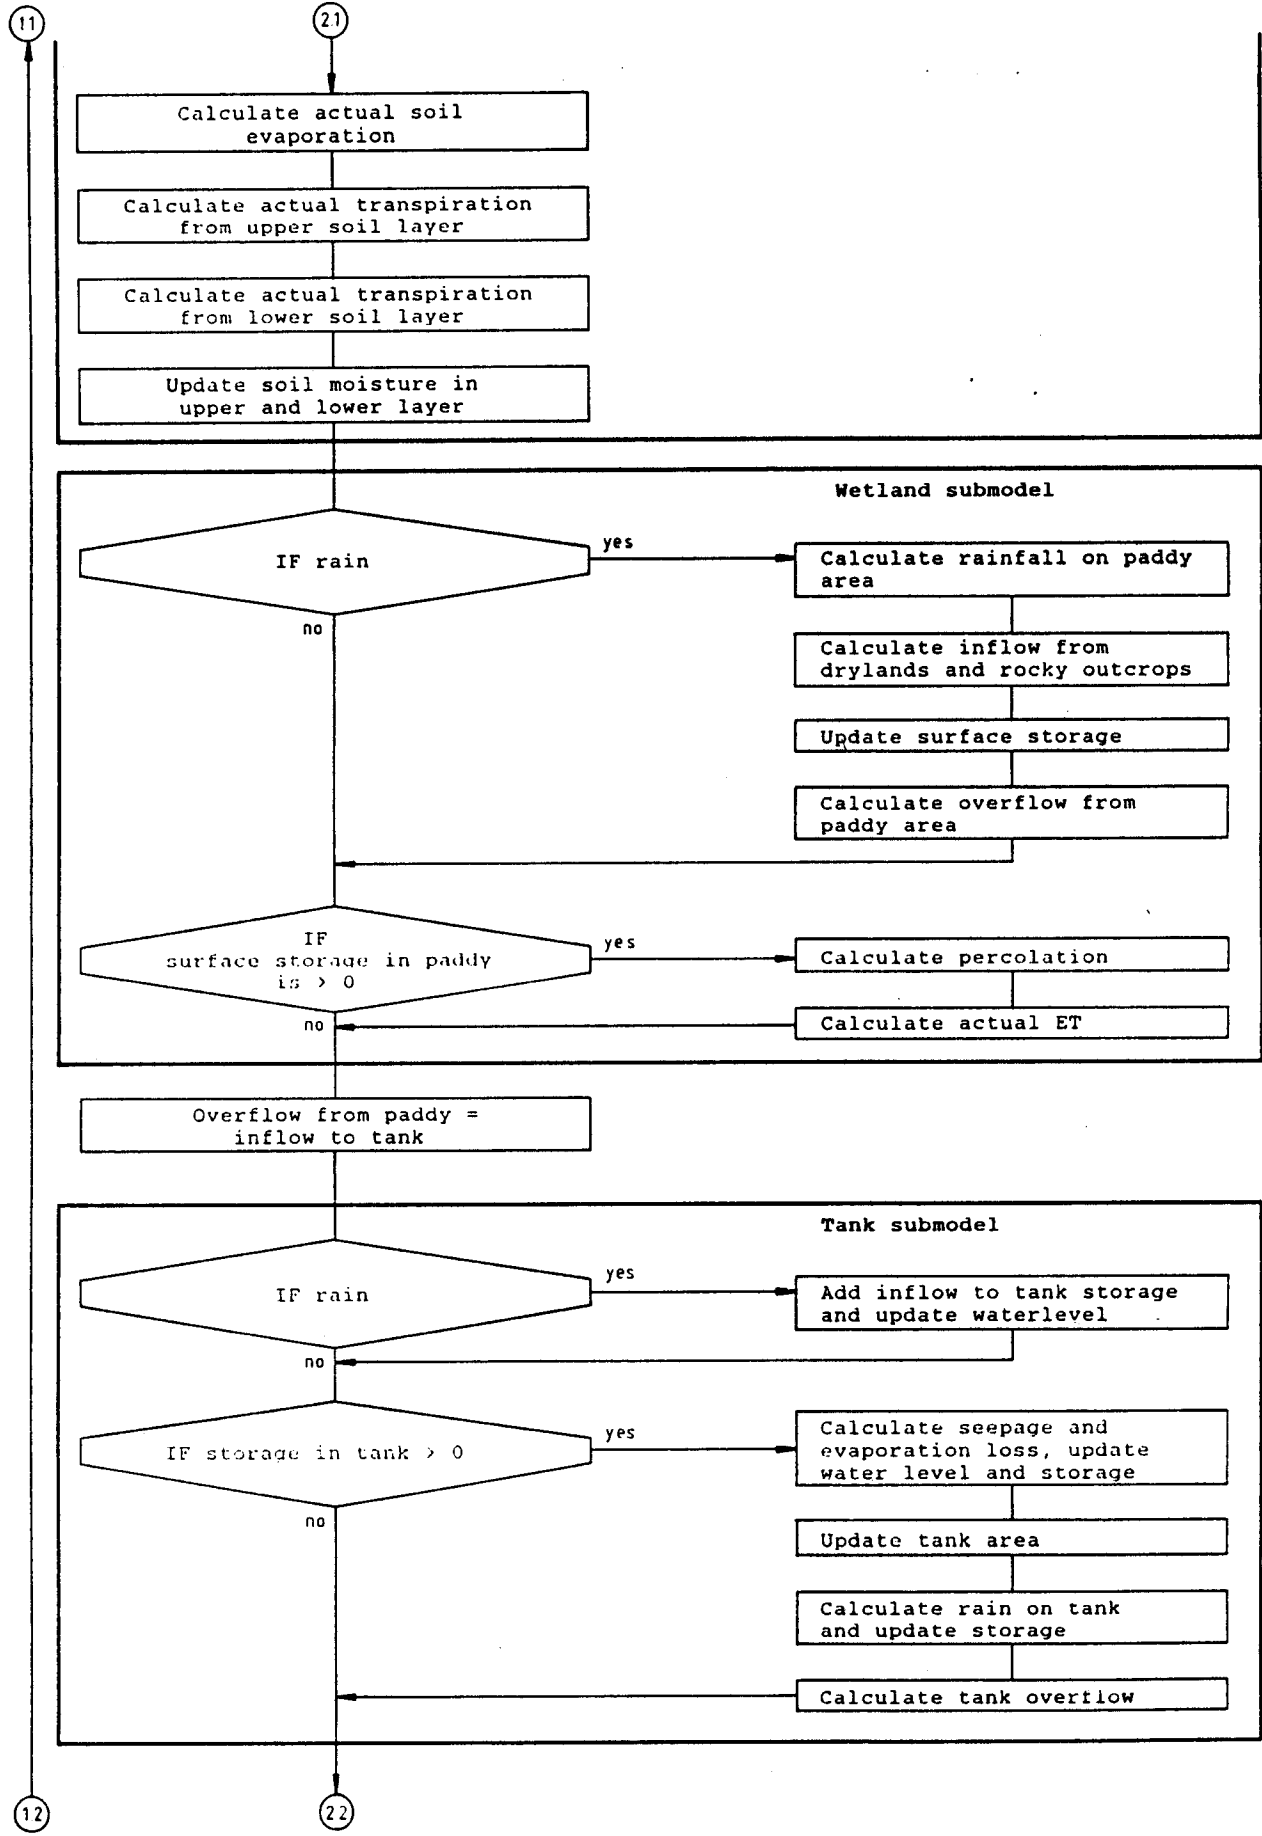 11
21
Calculate actual soil
evaporation
Calculate actual transpiration
from upper soil layer
Calculate actual transpiration
from lower soil layer
Update soil moisture in
upper and lower layer
Wetland submodel
IF rain
yes
no
Calculate rainfall on paddy
area
Calculate inflow from
drylands and rocky outcrops
Update surface storage
Calculate overflow from
paddy area
IF
surface storage in paddy
is > 0
yes
no
Calculate percolation
Calculate actual ET
Overflow from paddy =
inflow to tank
Tank submodel
IF rain
yes
no
Add inflow to tank storage
and update waterlevel
IF storage in tank > 0
yes
no
Calculate seepage and
evaporation loss, update
water level and storage
Update tank area
Calculate rain on tank
and update storage
Calculate tank overflow
12
22